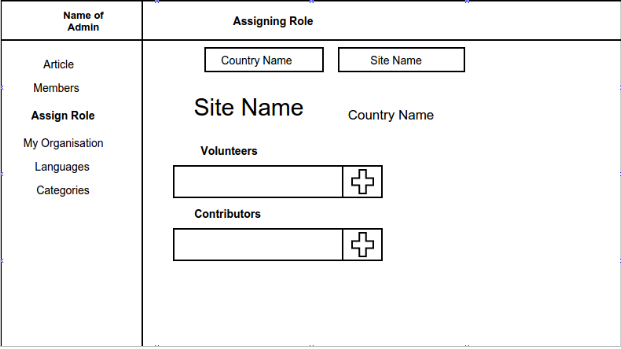 Name of
Admin
Assigning Role
Article
Members
Assign Role
My Organisation
Languages
Categories
Country Name
Site Name
Site Name
Country Name
Volunteers
Contributors